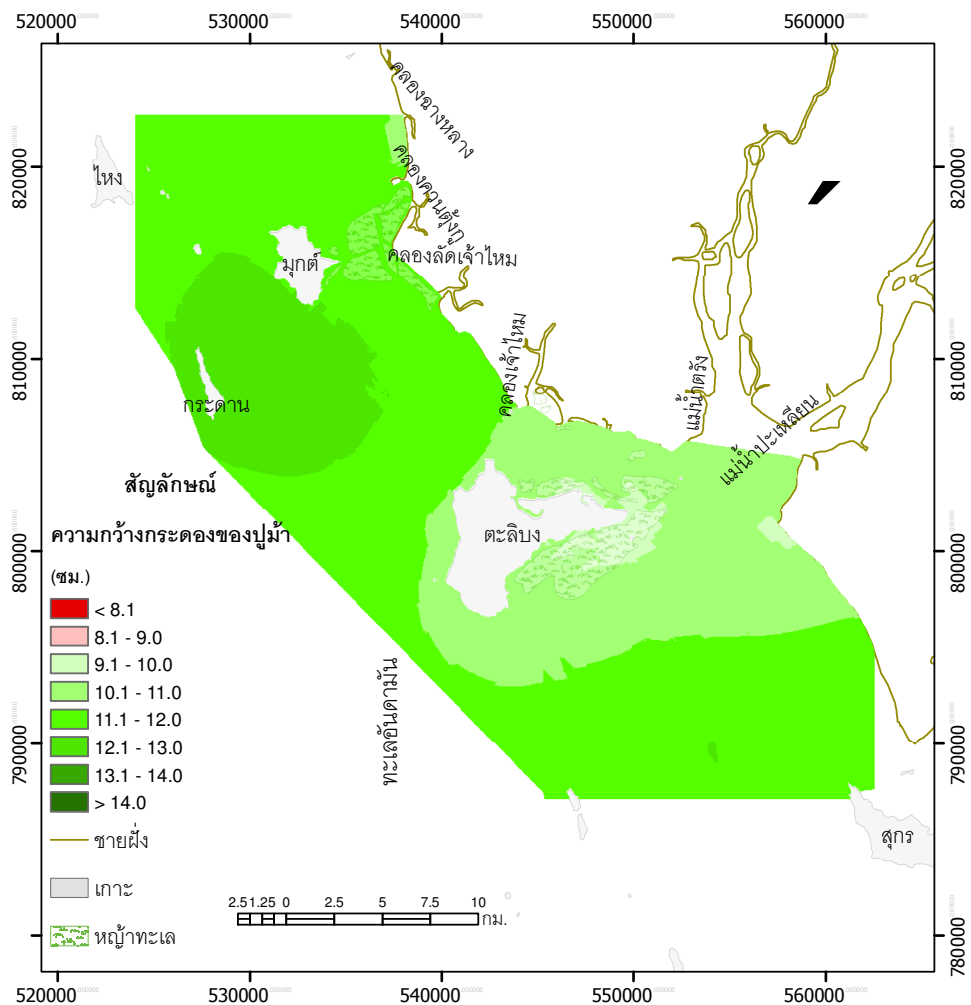 520000 530000 540000 550000 560000
820000
810000
800000
790000
780000
820000
810000
800000
790000
780000
คลองฉางหลาง
คลองควนตุ้งกู
ไหง
มุกต์
คลองลัดเจ้าไหม
คลองเจ้าไหม
แม่น้ำตรัง
แม่น้ำปะเหลียน
กระดาน
ตะลิบง
ทะเลอันดามัน
สุกร
สัญลักษณ์
ความกว้างกระดองของปูม้า
(ซม.)
< 8.1
8.1 - 9.0
9.1 - 10.0
10.1 - 11.0
11.1 - 12.0
12.1 - 13.0
13.1 - 14.0
> 14.0
ชายฝั่ง
เกาะ
หญ้าทะเล
2.5 1.25 0 2.5 5 7.5 10
กม.
520000 530000 540000 550000 560000